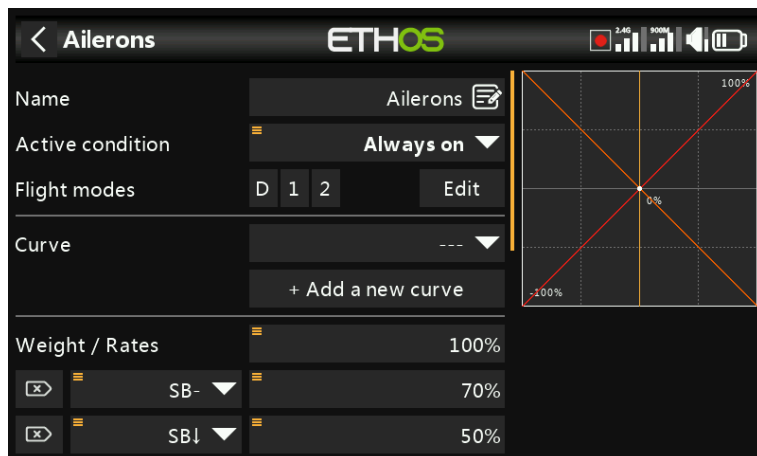 Ailerons ETHOS 2.4G 900M
Name Ailerons
Active condition Always on
Flight modes D 1 2 Edit
Curve ---
+ Add a new curve
Weight / Rates 100%
SB- 70%
SB↓ 50%
100%
0%
-100%